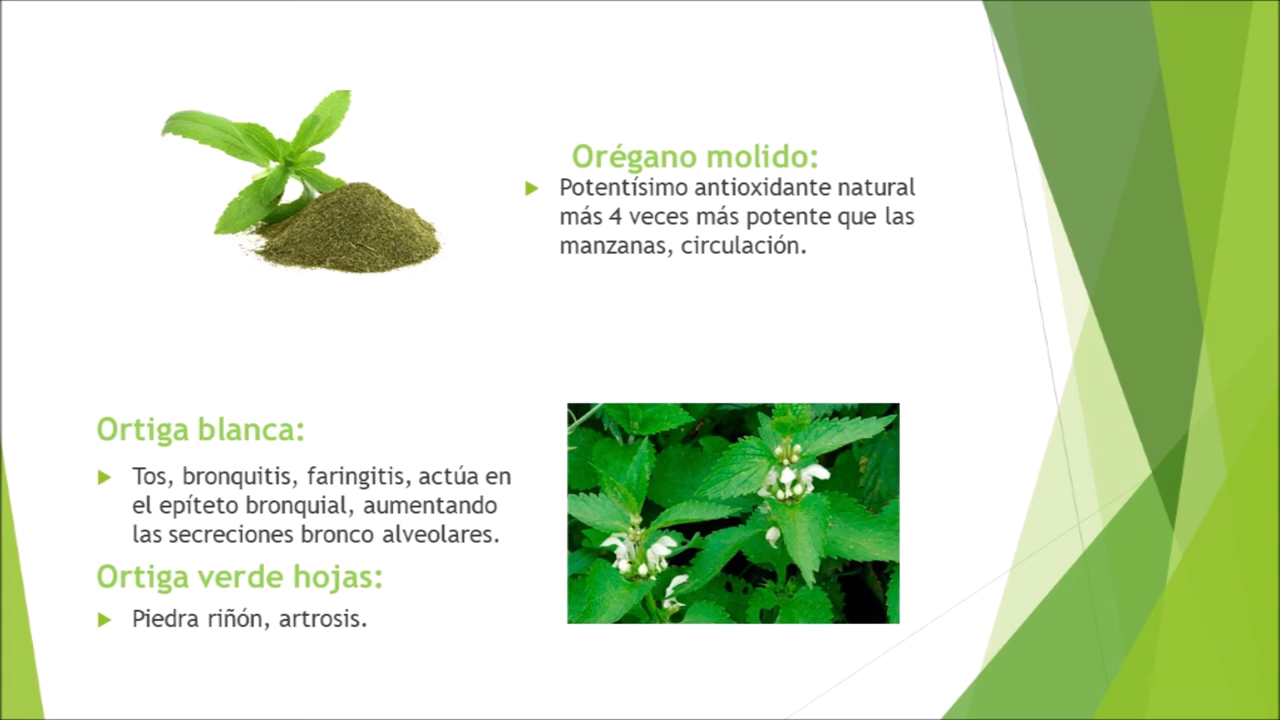 Orégano molido:
Potentísimo antioxidante natural
más 4 veces más potente que las
manzanas, circulación.
Ortiga blanca:
Tos, bronquitis, faringitis, actúa en
el epíteto bronquial, aumentando
las secreciones bronco alveolares.
Ortiga verde hojas:
Piedra riñón, artrosis.